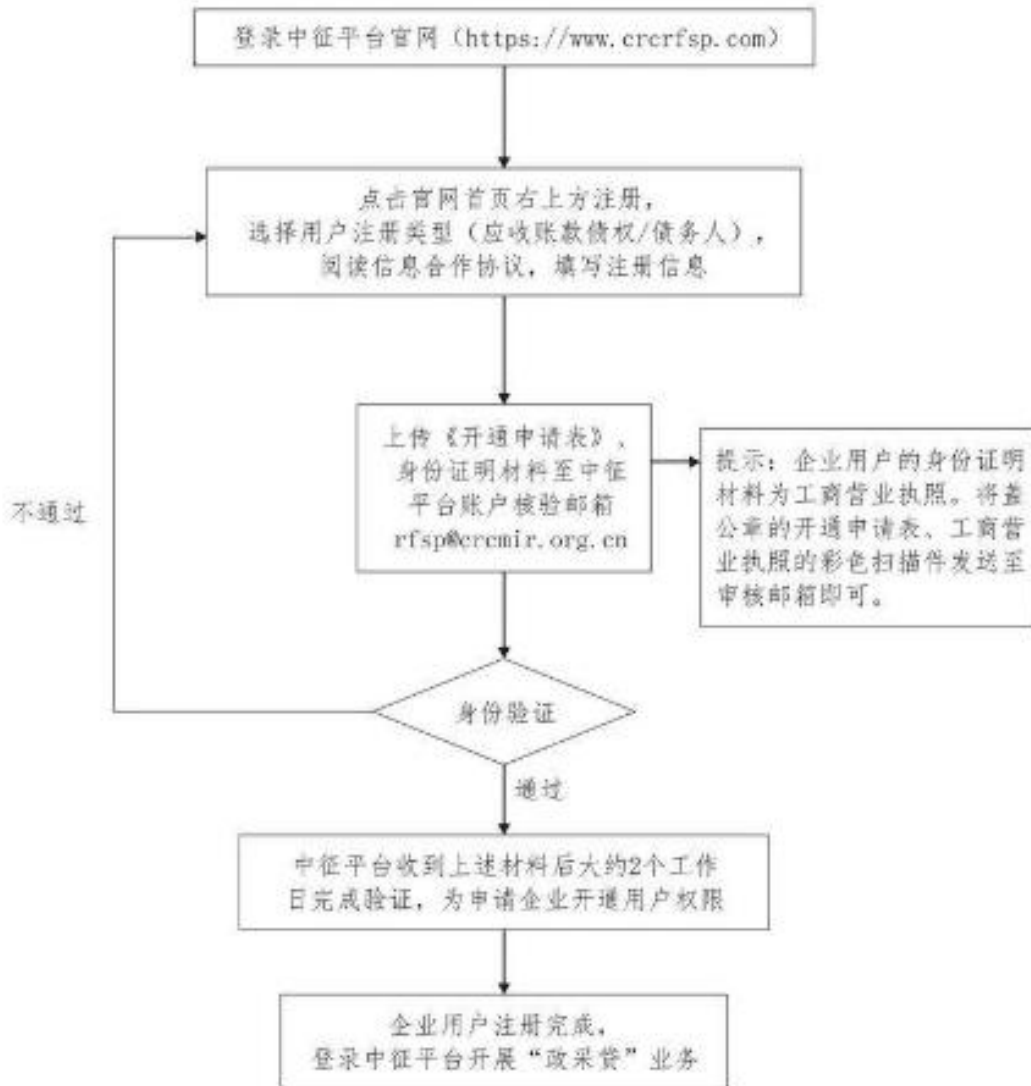 登录中征平台官网（https://www.crcrfsp.com）
点击官网首页右上方注册，
选择用户注册类型（应收账款债权/债务人），
阅读信息合作协议，填写注册信息
上传《开通申请表》、
身份证明材料至中征
平台账户核验邮箱
rfsp@crcmir.org.cn
提示：企业用户的身份证明
材料为工商营业执照。将盖
公章的开通申请表、工商营
业执照的彩色扫描件发送至
审核邮箱即可。
不通过
身份验证
通过
中征平台收到上述材料后大约2个工作
日完成验证，为申请企业开通用户权限
企业用户注册完成，
登录中征平台开展“政采贷”业务